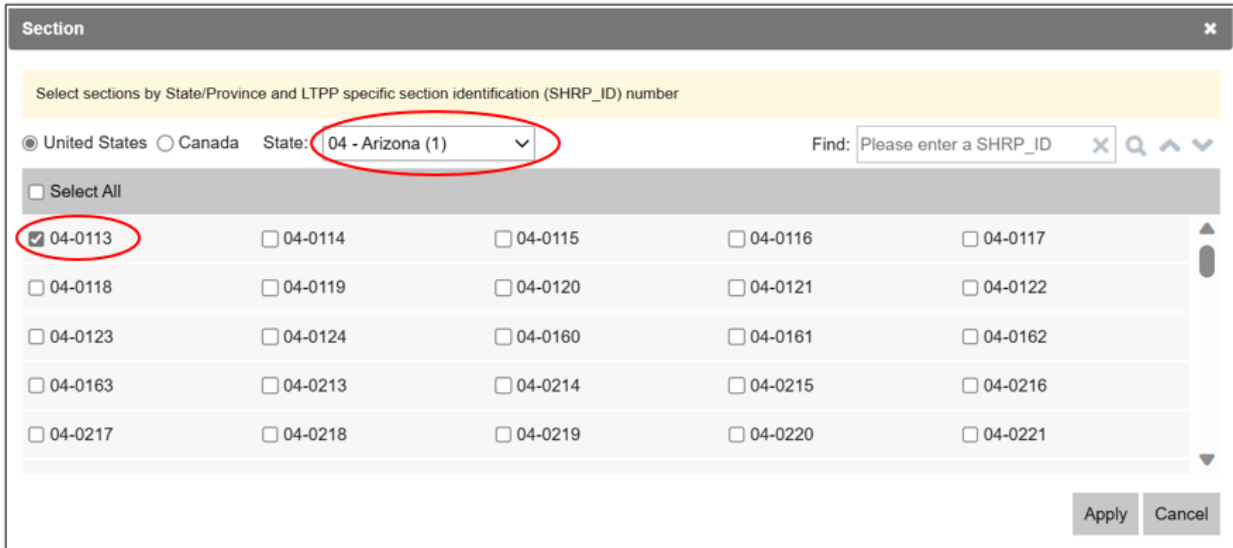 Section
Select sections by State/Province and LTPP specific section identification (SHRP_ID) number
United States Canada State: 04 - Arizona (1) Find: Please enter a SHRP_ID
Select All
04-0113 04-0114 04-0115 04-0116 04-0117
04-0118 04-0119 04-0120 04-0121 04-0122
04-0123 04-0124 04-0160 04-0161 04-0162
04-0163 04-0213 04-0214 04-0215 04-0216
04-0217 04-0218 04-0219 04-0220 04-0221
Apply Cancel